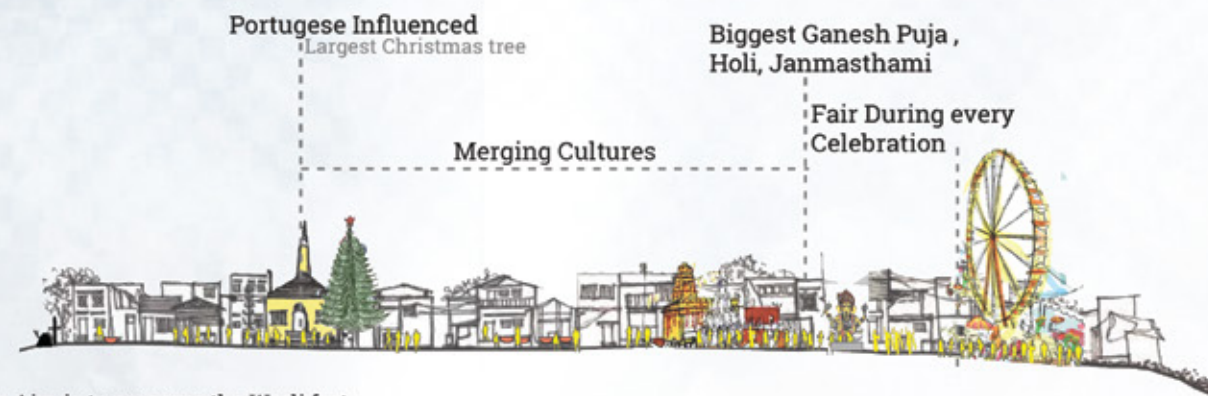 Portugese Influenced
Largest Christmas tree
Biggest Ganesh Puja ,
Holi, Janmasthami
Fair During every
Celebration
Merging Cultures